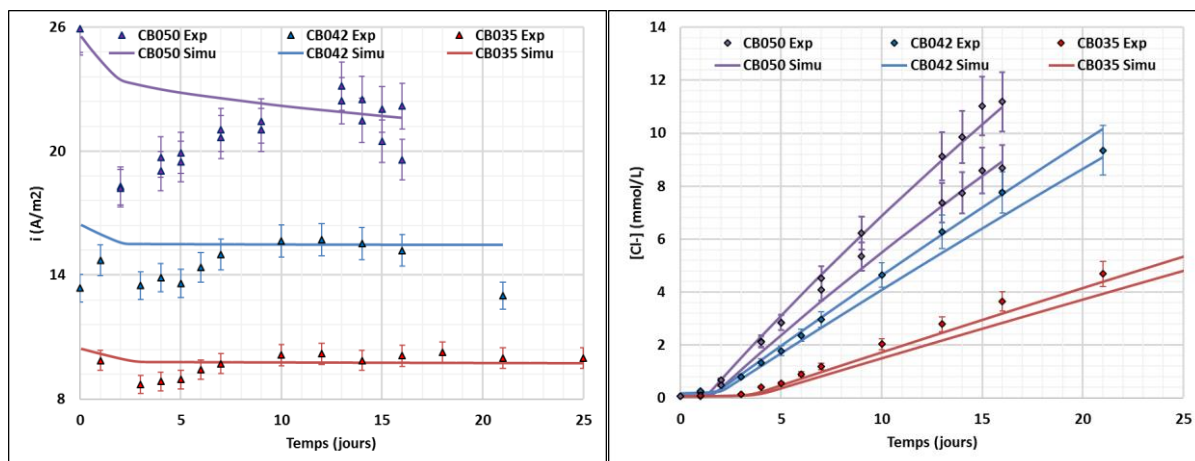 26
CB050 Exp CB042 Exp CB035 Exp
CB050 Simu CB042 Simu CB035 Simu
20
i (A/m2)
14
8
0 5 10 15 20 25
Temps (jours)
14
CB050 Exp CB042 Exp CB035 Exp
CB050 Simu CB042 Simu CB035 Simu
12
10
8
[Cl-] (mmol/L)
6
4
2
0
0 5 10 15 20 25
Temps (jours)